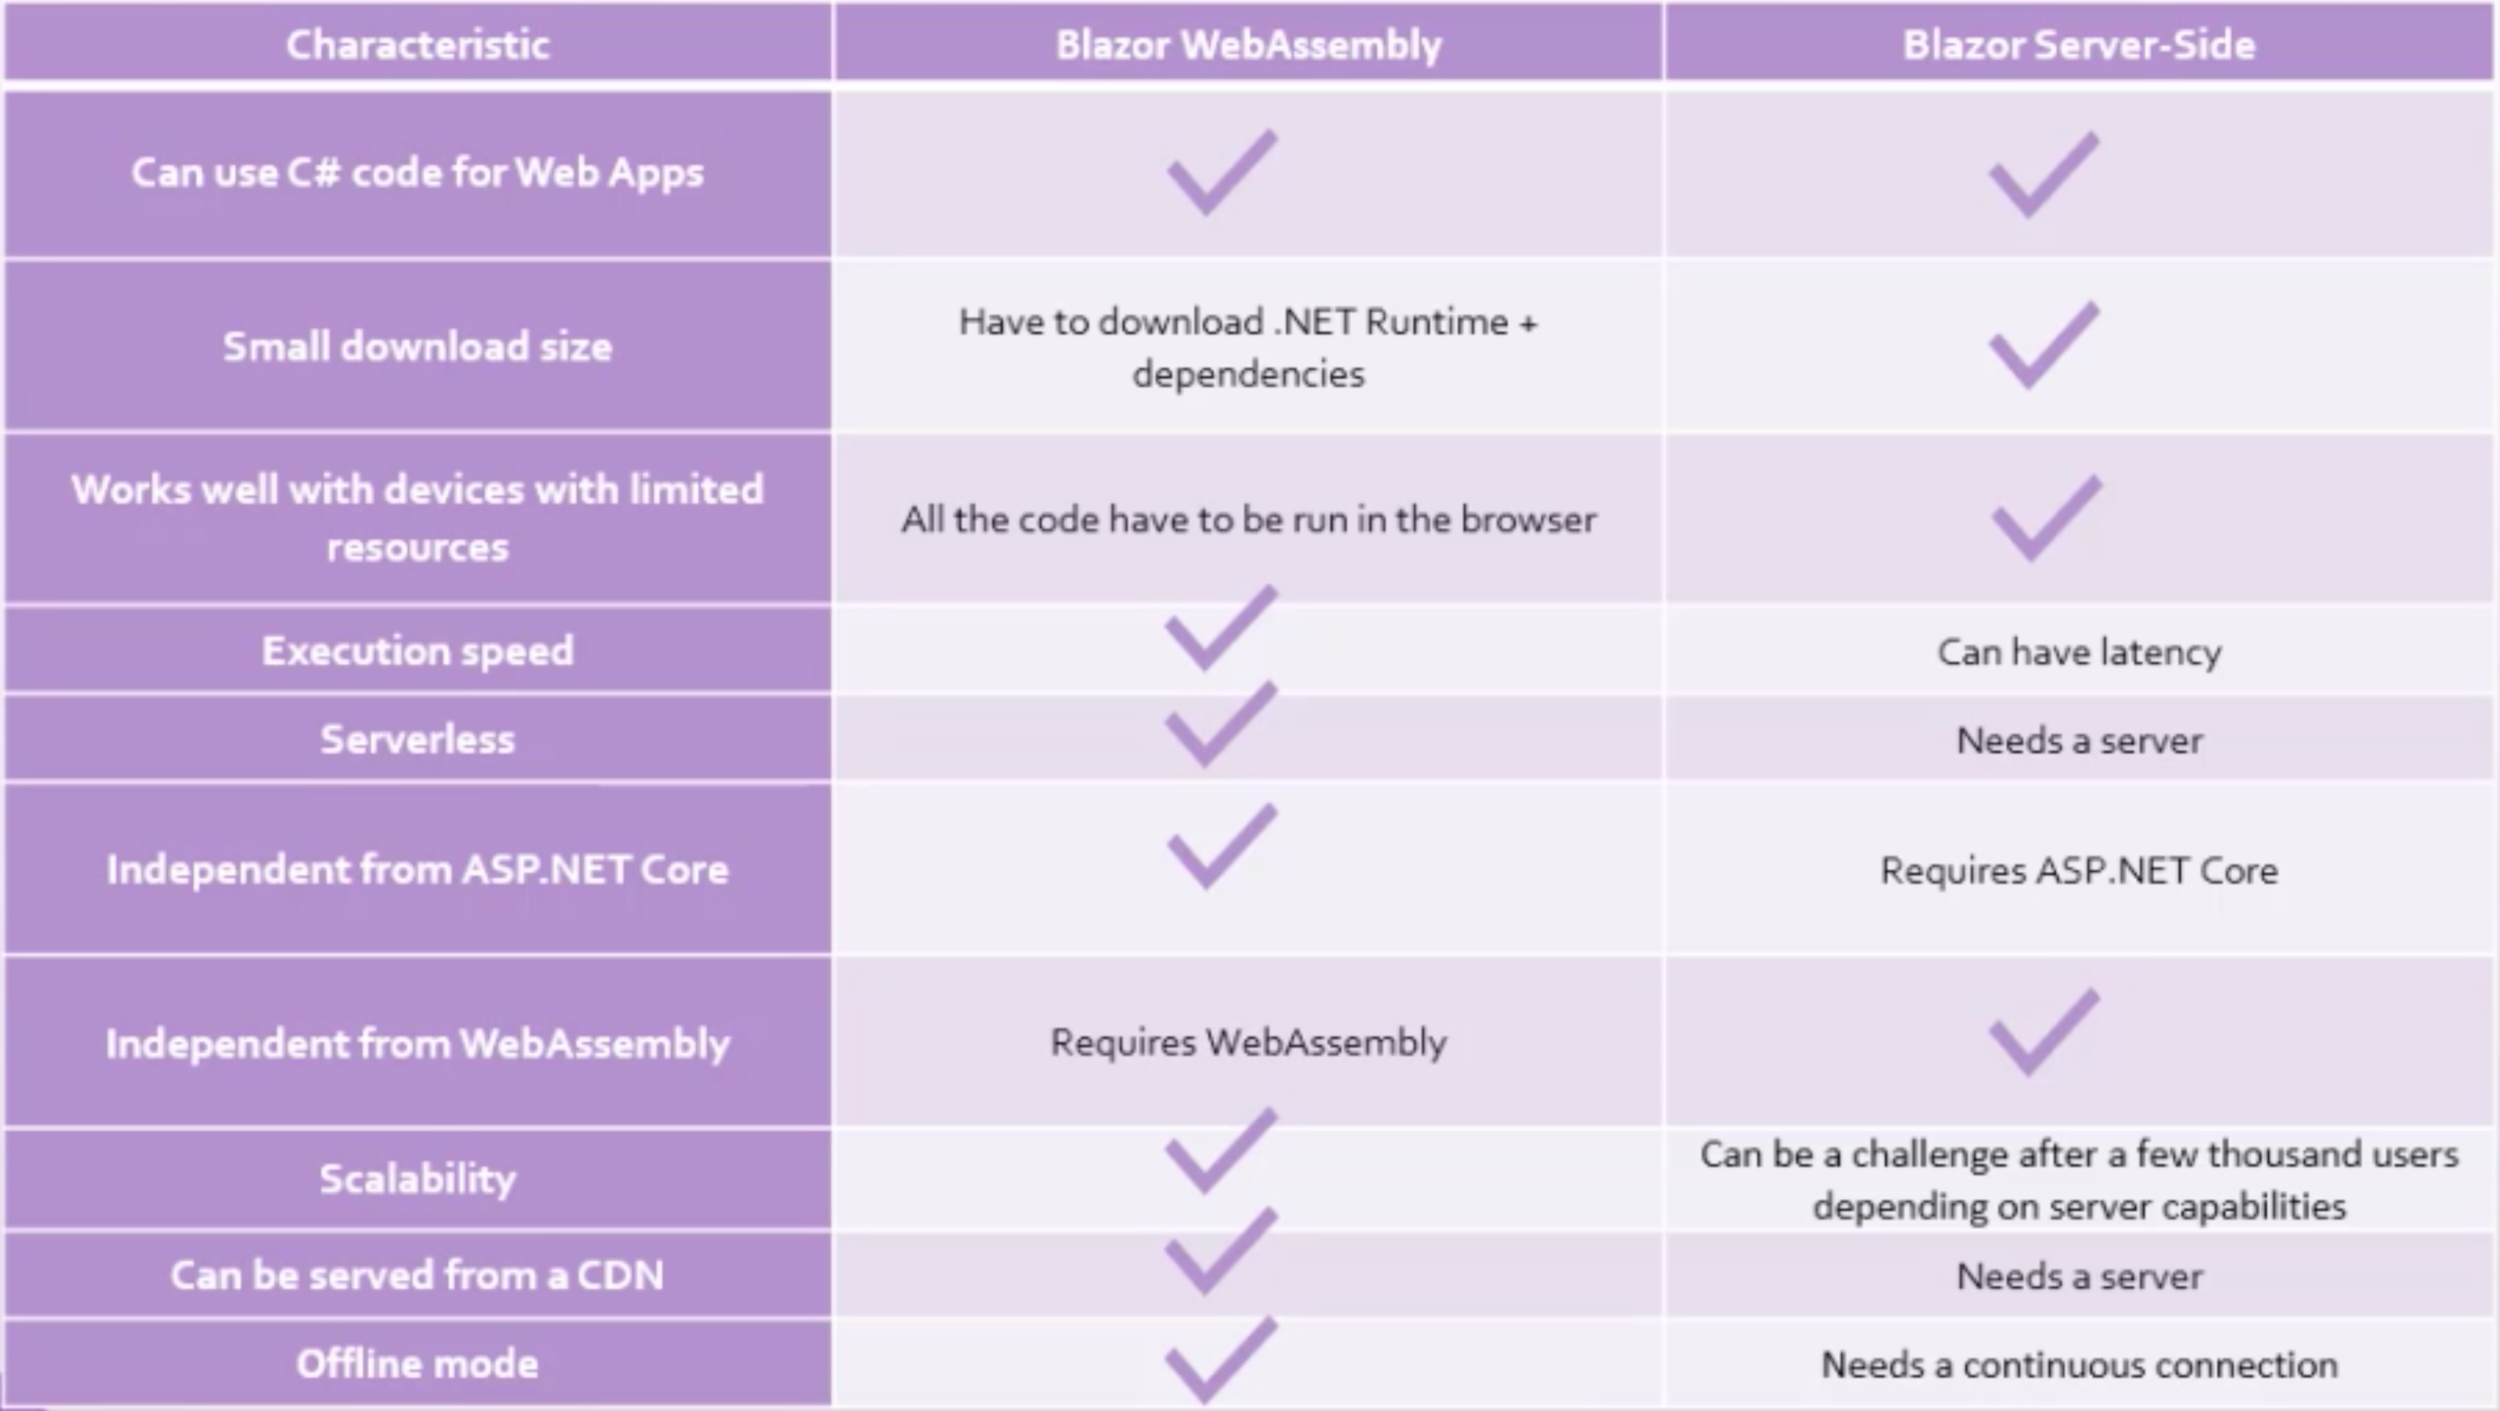 Characteristic
Blazor WebAssembly
Blazor Server-Side
Can use C# code for Web Apps
Small download size
Have to download .NET Runtime +
dependencies
Works well with devices with limited
resources
All the code have to be run in the browser
Execution speed
Can have latency
Serverless
Needs a server
Independent from ASP.NET Core
Requires ASP.NET Core
Independent from WebAssembly
Requires WebAssembly
Scalability
Can be a challenge after a few thousand users
depending on server capabilities
Can be served from a CDN
Needs a server
Offline mode
Needs a continuous connection